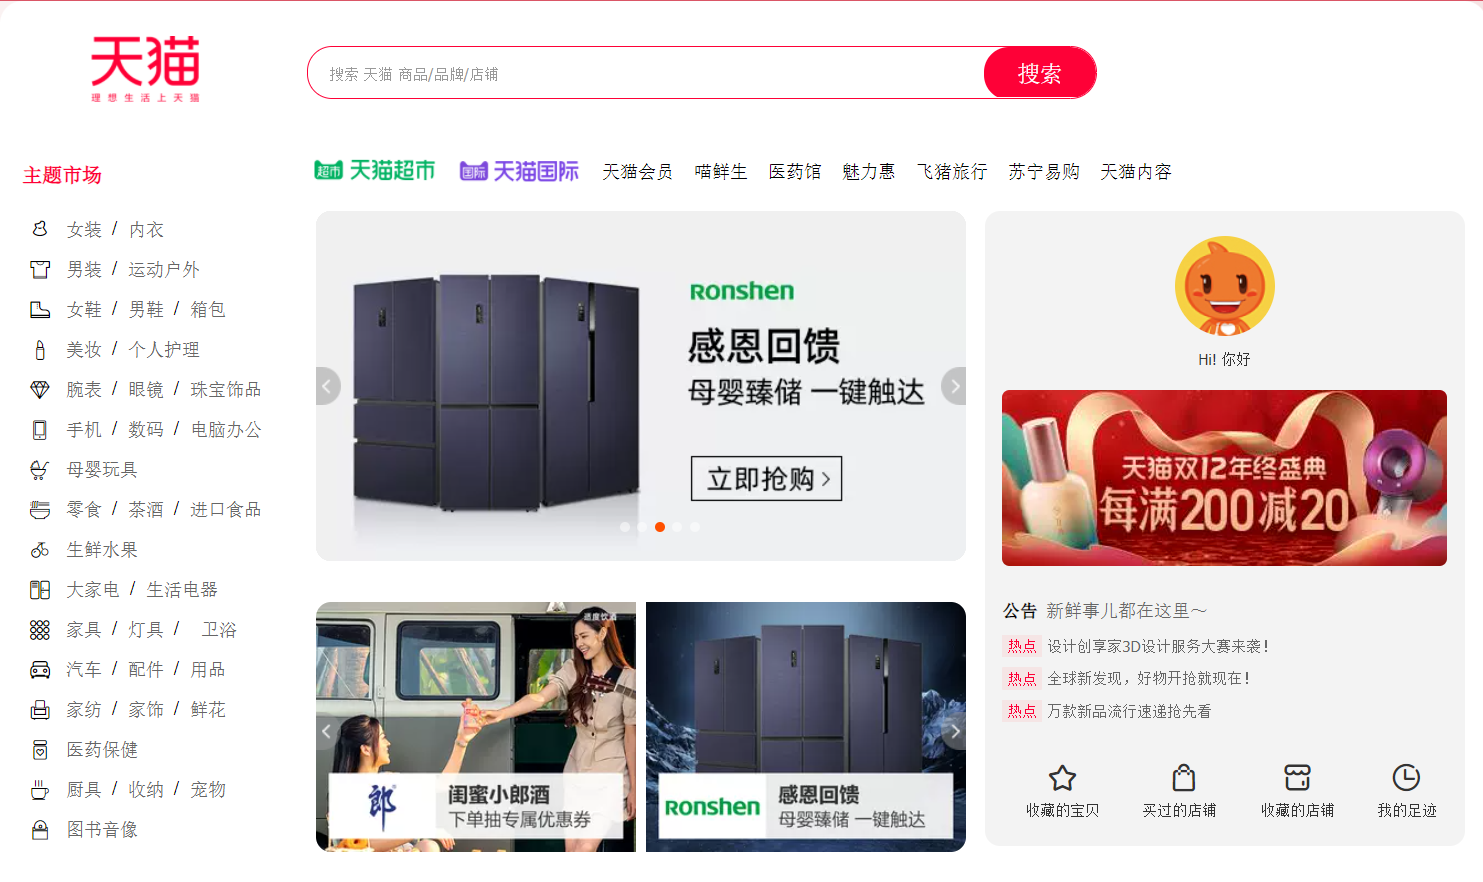 天猫
理想生活上天猫
搜索 天猫 商品/品牌/店铺
搜索
主题市场
超市 天猫超市
国际 天猫国际
天猫会员
喵鲜生
医药馆
魅力惠
飞猪旅行
苏宁易购
天猫内容
女装 / 内衣
男装 / 运动户外
女鞋 / 男鞋 / 箱包
美妆 / 个人护理
腕表 / 眼镜 / 珠宝饰品
手机 / 数码 / 电脑办公
母婴玩具
零食 / 茶酒 / 进口食品
生鲜水果
大家电 / 生活电器
家具 / 灯具 / 卫浴
汽车 / 配件 / 用品
家纺 / 家饰 / 鲜花
医药保健
厨具 / 收纳 / 宠物
图书音像
Ronshen
感恩回馈
母婴臻储 一键触达
立即抢购 >
适度饮酒
郎
闺蜜小郎酒
下单抽专属优惠券
Ronshen
感恩回馈
母婴臻储 一键触达
Hi! 你好
天猫双12年终盛典
每满200减20
公告 新鲜事儿都在这里～
热点 设计创享家3D设计服务大赛来袭！
热点 全球新发现，好物开抢就现在！
热点 万款新品流行速递抢先看
收藏的宝贝
买过的店铺
收藏的店铺
我的足迹